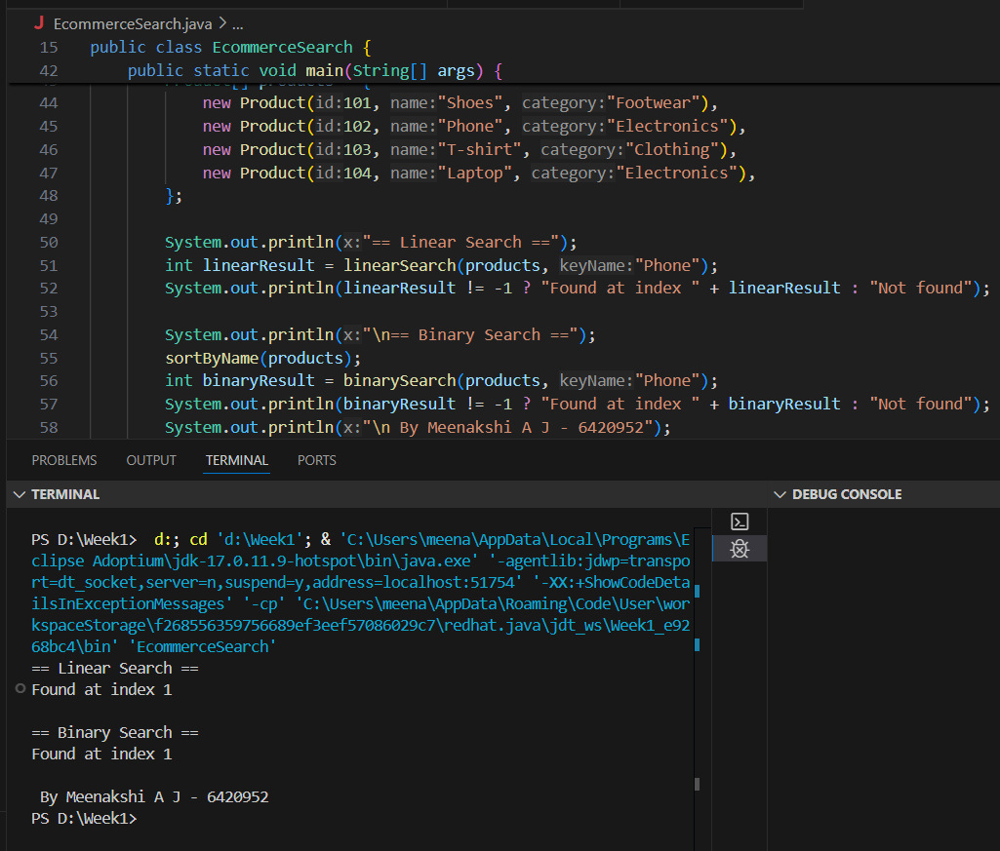 J EcommerceSearch.java > ...
15 public class EcommerceSearch {
42 public static void main(String[] args) {
44 new Product(id:101, name:"Shoes", category:"Footwear"),
45 new Product(id:102, name:"Phone", category:"Electronics"),
46 new Product(id:103, name:"T-shirt", category:"Clothing"),
47 new Product(id:104, name:"Laptop", category:"Electronics"),
48 };
49
50 System.out.println(x:"== Linear Search ==");
51 int linearResult = linearSearch(products, keyName:"Phone");
52 System.out.println(linearResult != -1 ? "Found at index " + linearResult : "Not found");
53
54 System.out.println(x:"\n== Binary Search ==");
55 sortByName(products);
56 int binaryResult = binarySearch(products, keyName:"Phone");
57 System.out.println(binaryResult != -1 ? "Found at index " + binaryResult : "Not found");
58 System.out.println(x:"\n By Meenakshi A J - 6420952");
PROBLEMS OUTPUT TERMINAL PORTS
TERMINAL
DEBUG CONSOLE
PS D:\Week1>  d:; cd 'd:\Week1'; & 'C:\Users\meena\AppData\Local\Programs\E
clipse Adoptium\jdk-17.0.11.9-hotspot\bin\java.exe' '-agentlib:jdwp=transpo
rt=dt_socket,server=n,suspend=y,address=localhost:51754' '-XX:+ShowCodeDeta
ilsInExceptionMessages' '-cp' 'C:\Users\meena\AppData\Roaming\Code\User\wor
kspaceStorage\f268556359756689ef3eef57086029c7\redhat.java\jdt_ws\Week1_e92
68bc4\bin' 'EcommerceSearch'
== Linear Search ==
Found at index 1
== Binary Search ==
Found at index 1
By Meenakshi A J - 6420952
PS D:\Week1>